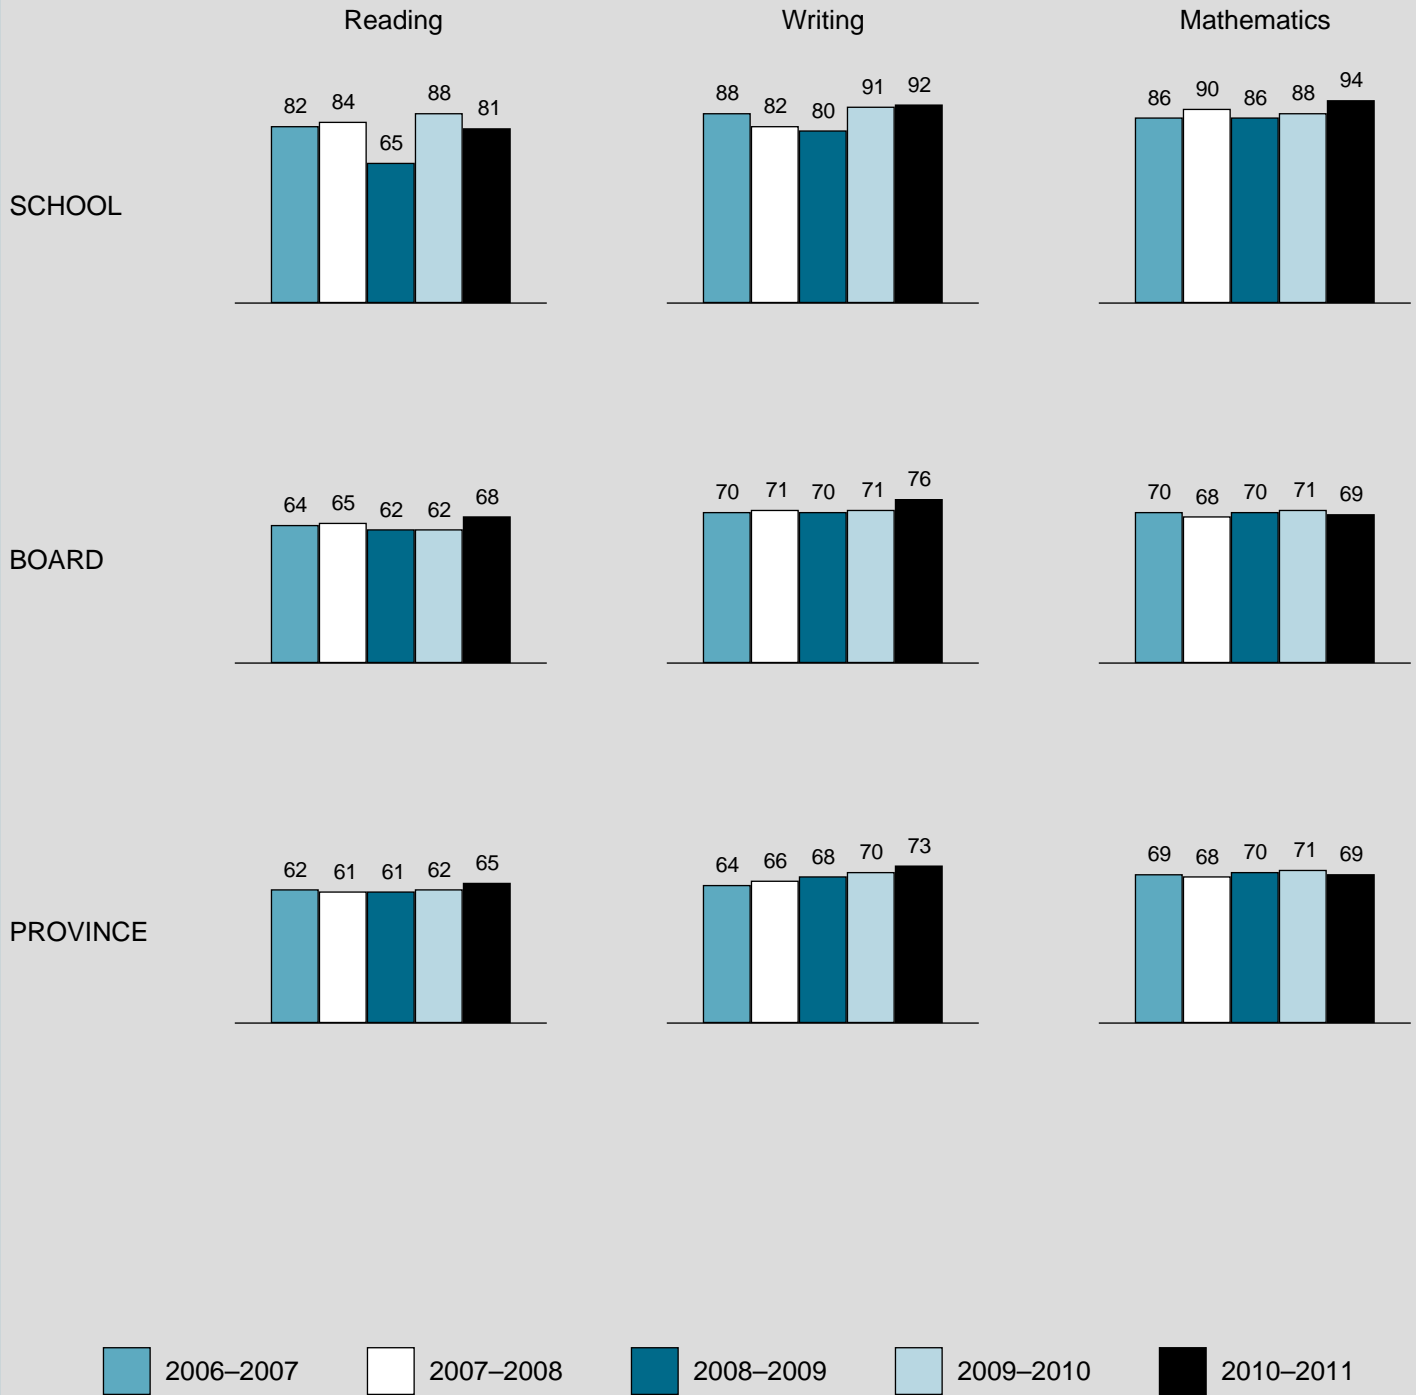 Reading Writing Mathematics
SCHOOL
82 84 65 88 81
88 82 80 91 92
86 90 86 88 94
BOARD
64 65 62 62 68
70 71 70 71 76
70 68 70 71 69
PROVINCE
62 61 61 62 65
64 66 68 70 73
69 68 70 71 69
2006–2007 2007–2008 2008–2009 2009–2010 2010–2011